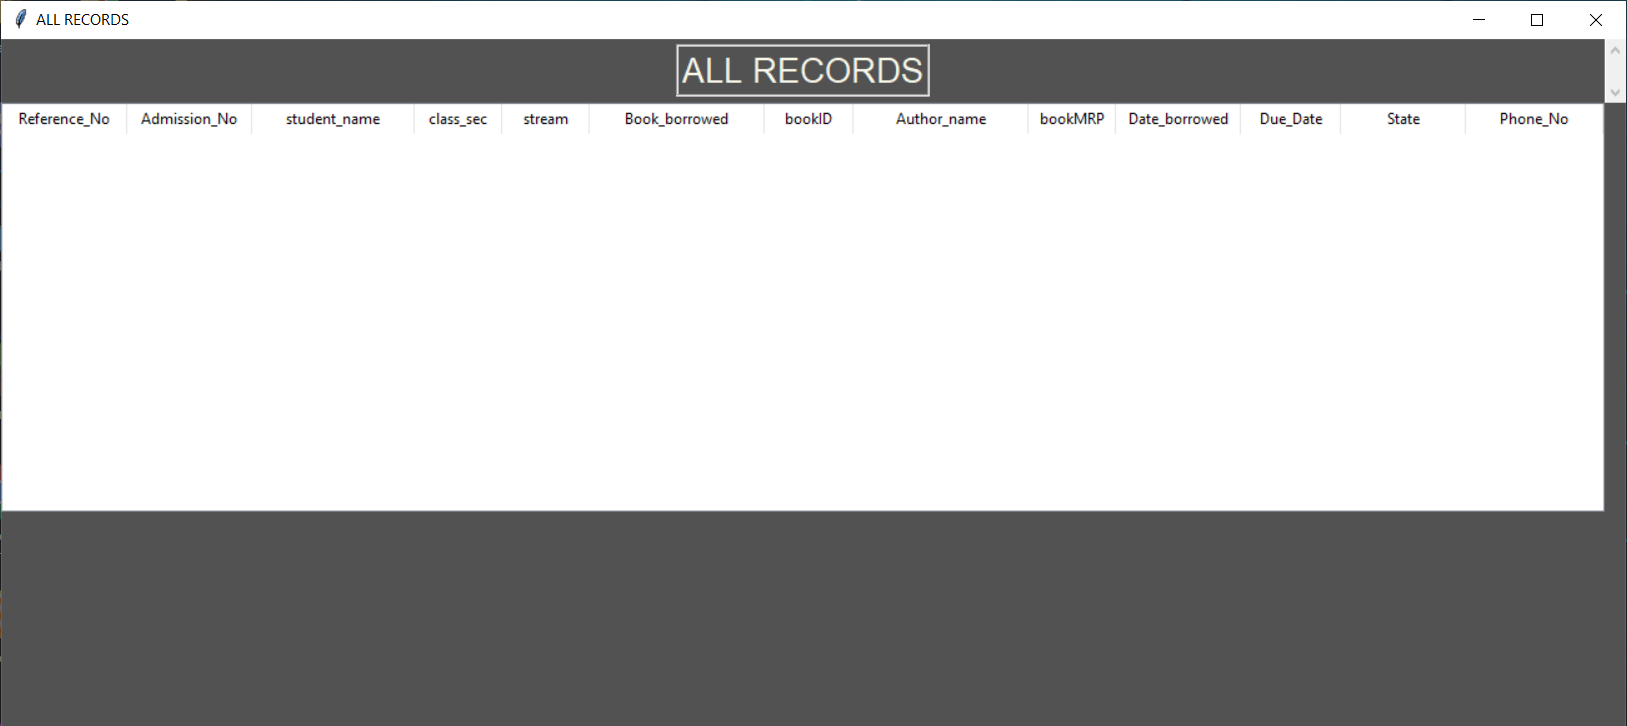 ALL RECORDS
ALL RECORDS
Reference_No Admission_No student_name class_sec stream Book_borrowed bookID Author_name bookMRP Date_borrowed Due_Date State Phone_No